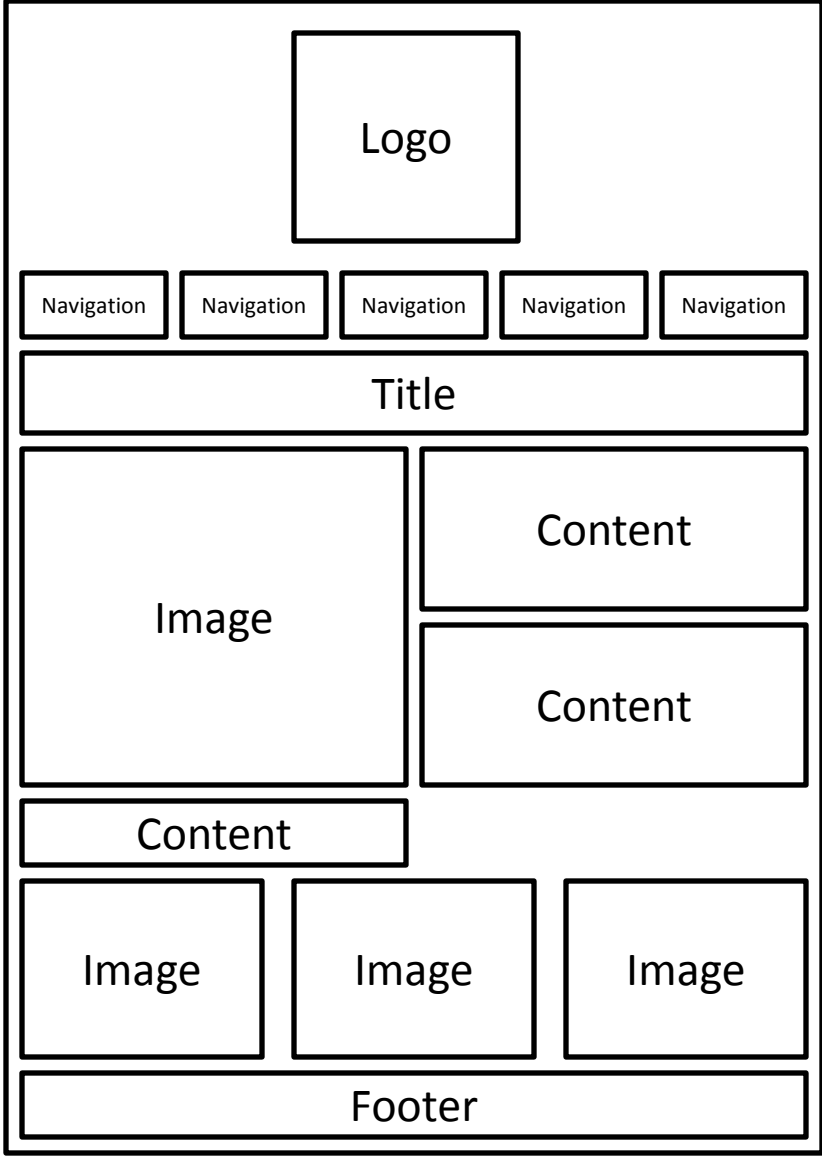 Logo
Navigation Navigation Navigation Navigation Navigation
Title
Image
Content
Content
Content
Image Image Image
Footer